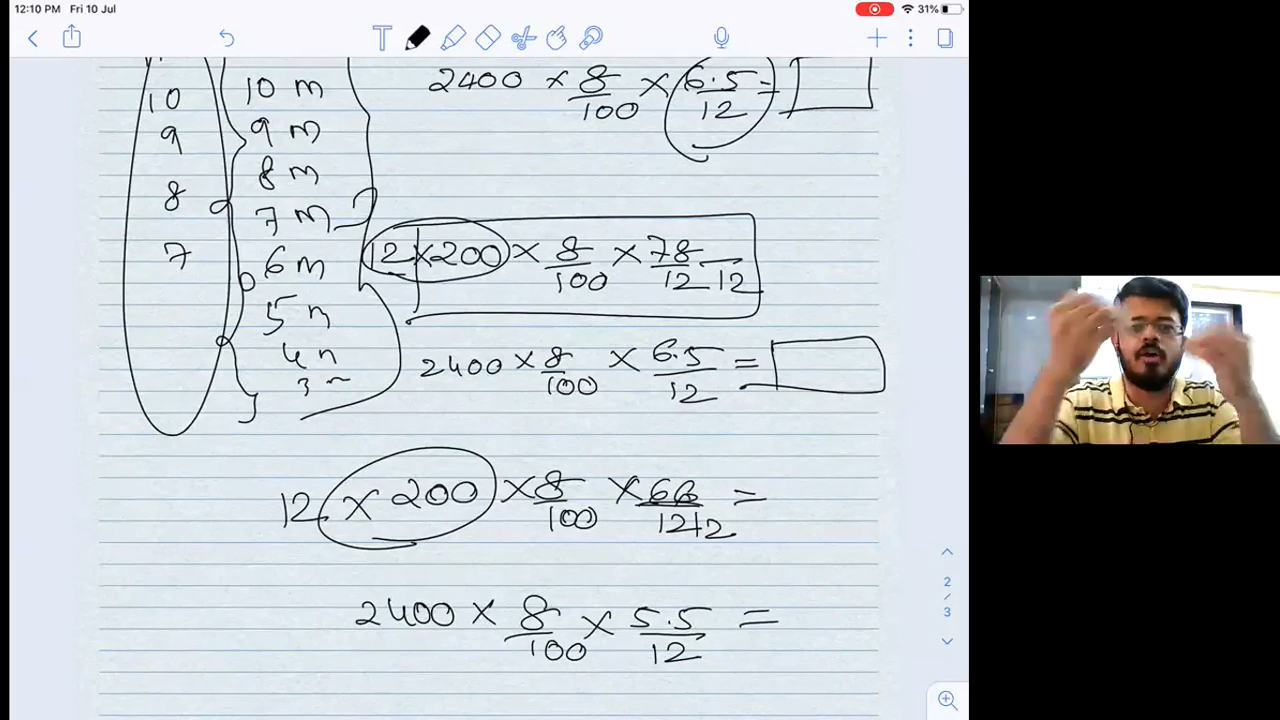 12:10 PM Fri 10 Jul
31%
T
10
9
8
7
10 m
9 m
8 m
7 m
6 m
5 m
4 m
3 m
2400 × 8/100 × 6.5/12 =
12 × 200 × 8/100 × 78/12 12
2400 × 8/100 × 6.5/12 =
12 × 200 × 8/100 × 66/12 12 =
2400 × 8/100 × 5.5/12 =
2
/
3